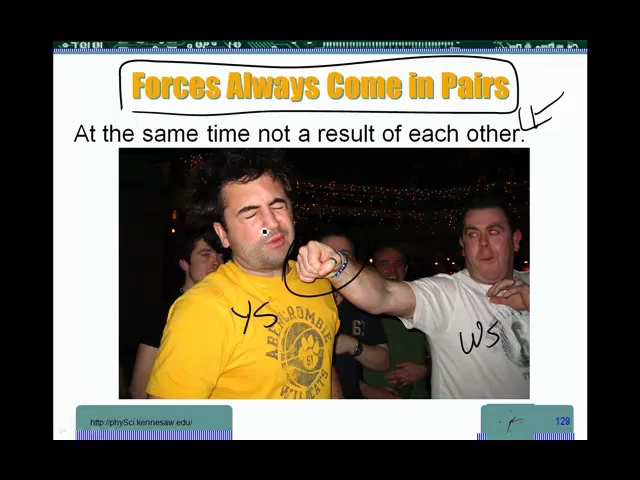 Forces Always Come in Pairs
At the same time not a result of each other.
YS
WS
ABERCROMBIE
WILDCATS
http://phySci.kennesaw.edu/
129